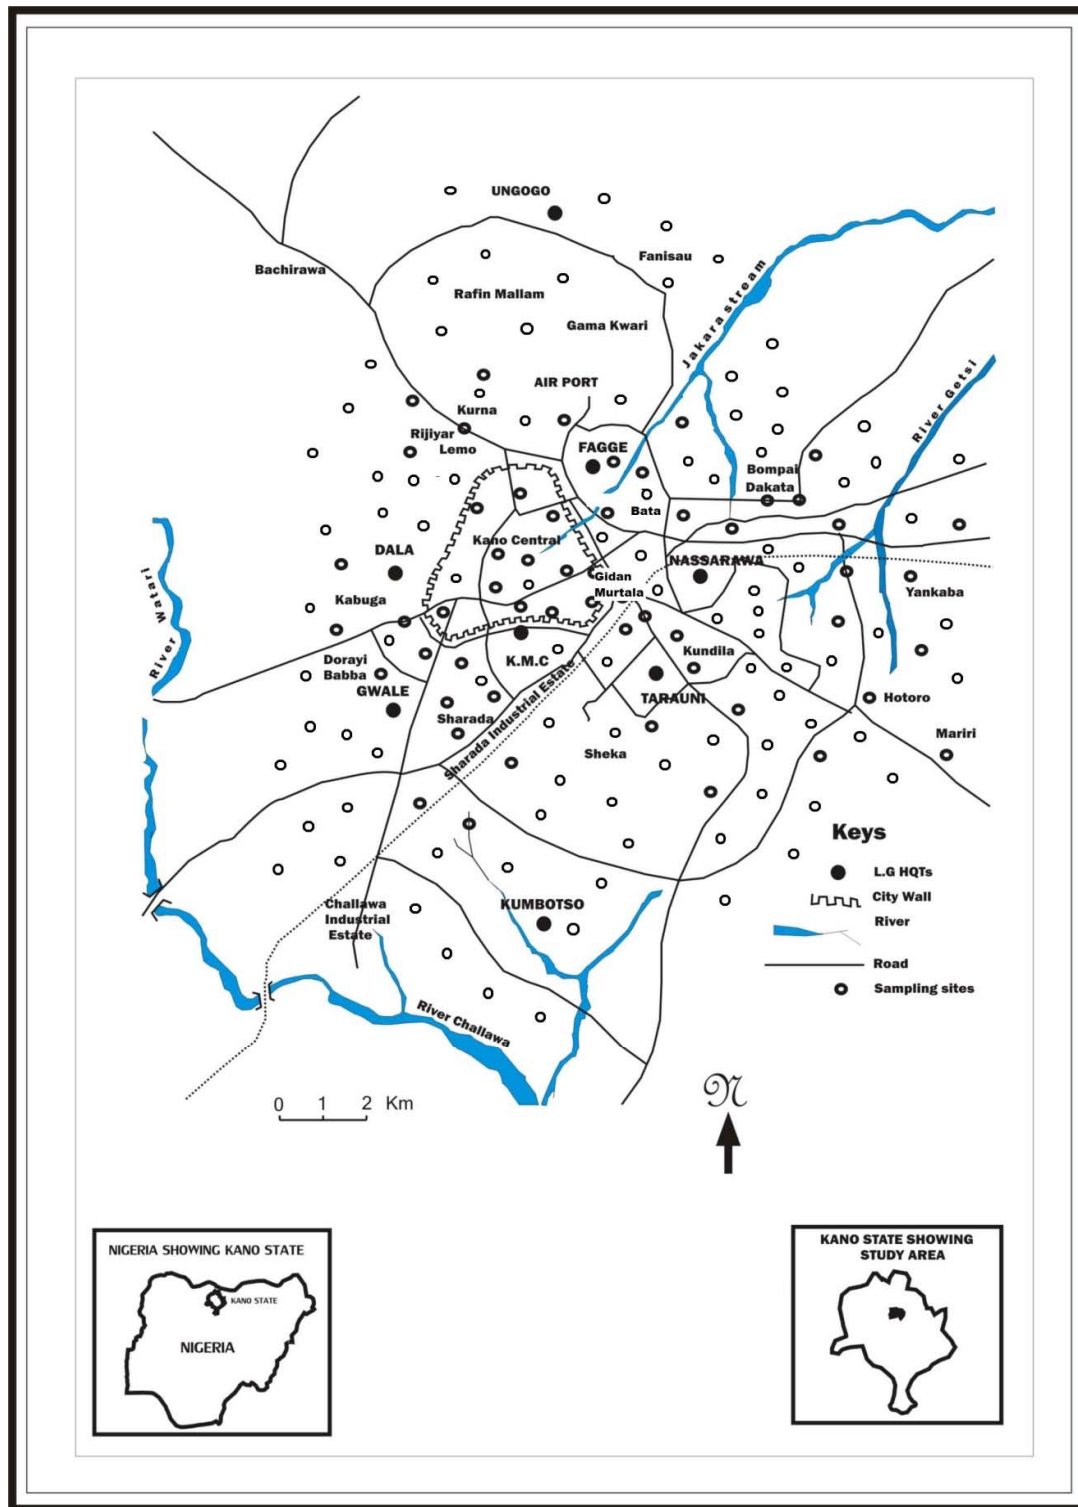 UNGOGO
Fanisau
Bachirawa
Rafin Mallam
Jakara stream
Gama Kwari
River Getsi
AIR PORT
Kurna
Rijiyar
Lemo
FAGGE
Bompai
Dakata
Bata
Kano Central
DALA
NASSARAWA
Gidan
Murtala
Yankaba
River Watari
Kabuga
Kundila
Dorayi
Babba
K.M.C
GWALE
TARAUNI
Hotoro
Sharada
Mariri
Sharada Industrial Estate
Sheka
Keys
L.G HQTs
City Wall
River
Road
Sampling sites
Challawa
Industrial
Estate
KUMBOTSO
River Challawa
0 1 2 Km
N
NIGERIA SHOWING KANO STATE
KANO STATE
NIGERIA
KANO STATE SHOWING
STUDY AREA